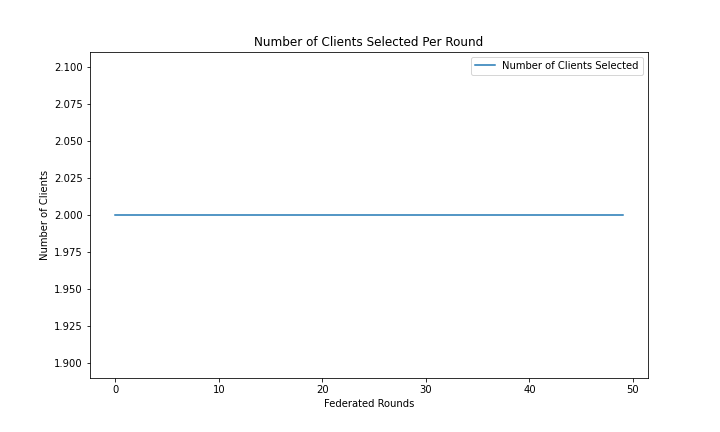 Number of Clients Selected Per Round
Number of Clients Selected
2.100
2.075
2.050
2.025
2.000
1.975
1.950
1.925
1.900
Number of Clients
0 10 20 30 40 50
Federated Rounds